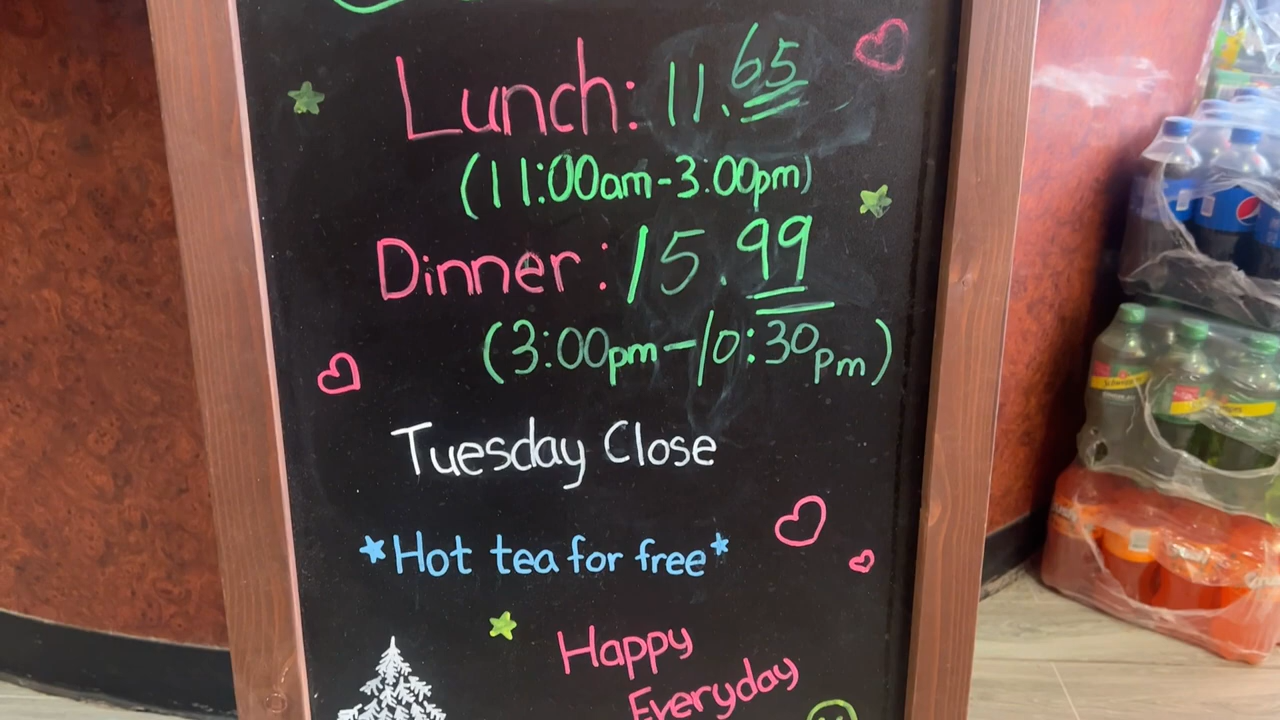 Lunch: 11.65
(11:00am-3:00pm)
Dinner: 15.99
(3:00pm-10:30pm)
Tuesday Close
*Hot tea for free*
Happy
Everyday